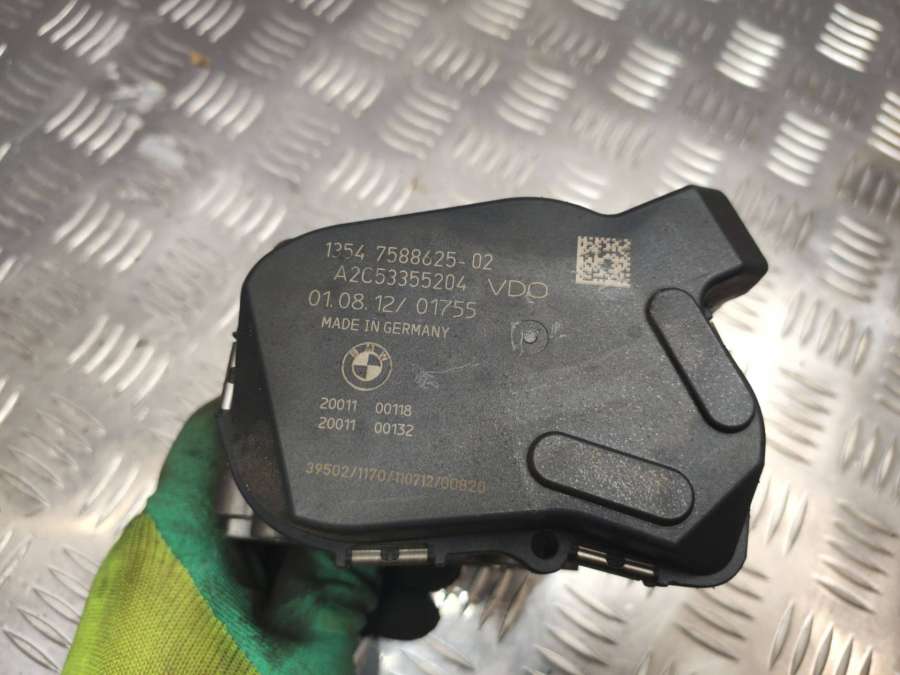 1354 7588625-02
A2C53355204 VDO
01.08.12/ 01755
MADE IN GERMANY
BMW
20011 00118
20011 00132
39502/1170/110712/00820